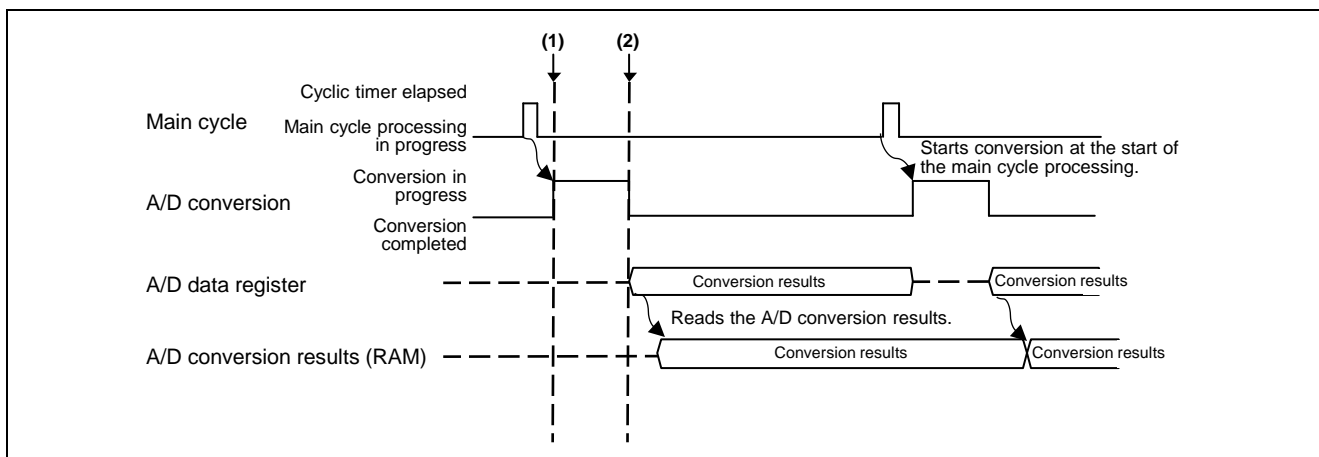 (1) (2)
Cyclic timer elapsed
Main cycle
Main cycle processing
in progress
Starts conversion at the start of
the main cycle processing.
Conversion in
progress
A/D conversion
Conversion
completed
A/D data register
Conversion results
Conversion results
Reads the A/D conversion results.
A/D conversion results (RAM)
Conversion results
Conversion results